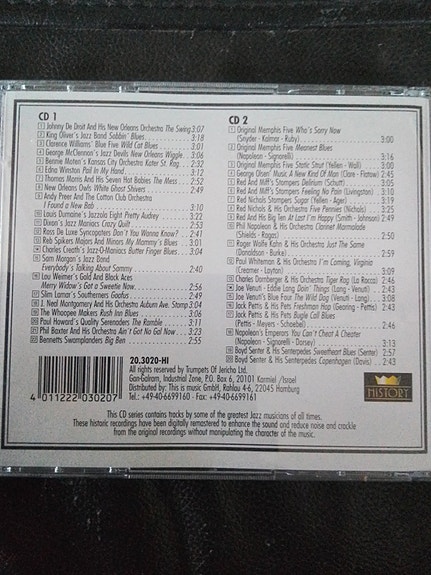 CD 1
1 Johnny De Droit And His New Orleans Orchestra The Swing 3:07
2 King Oliver's Jazz Band Sobbin' Blues 3:18
3 Clarence Williams' Blue Five Wild Cat Blues 3:01
4 George McClennon's Jazz Devils New Orleans Wiggle 3:06
5 Bennie Moten's Kansas City Orchestra Kater St. Rag 2:32
6 Edna Winston Pail In My Hand 3:12
7 Thomas Morris And His Seven Hot Babies The Mess 2:52
8 New Orleans Owls White Ghost Shivers 2:49
9 Andy Preer And The Cotton Club Orchestra
I Found a New Bab 3:10
10 Louis Dumaine's Jazzola Eight Pretty Audrey 3:22
11 Dixon's Jazz Maniacs Crazy Quilt 2:53
12 Ross De Luxe Syncopators Don't You Wanna Know? 2:41
13 Reb Spikes Majors And Minors My Mammy's Blues 3:01
14 Charles Creath's Jazz-O-Maniacs Butter Finger Blues 3:04
15 Sam Morgan's Jazz Band
Everybody's Talking About Sammy 2:40
16 Lou Weimer's Gold And Black Aces
Merry Widow's Got a Sweetie Now 2:56
17 Slim Lamar's Southerners Goofus 2:49
18 J. Neal Montgomery And His Orchestra Auburn Ave. Stomp 3:04
19 The Whoopee Makers Rush Inn Blues 3:06
20 Paul Howard's Quality Serenaders The Ramble 3:11
21 Phil Baxter And His Orchestra Ain't Got No Gal Now 3:23
22 Bennetts Swamplanders Big Ben 2:55
CD 2
1 Original Memphis Five Who's Sorry Now
(Snyder - Kalmar - Ruby) 3:00
2 Original Memphis Five Meanest Blues
(Napoleon - Signorelli) 3:16
3 Original Memphis Five Static Strut (Yellen - Wall) 3:00
4 George Olsen' Music A New Kind Of Man (Clare - Flatow) 2:45
5 Red And Miff's Stompers Delirium (Schutt) 3:05
6 Red And Miff's Stompers Feeling No Pain (Livingston) 3:10
7 Red Nichols Stompers Sugar (Yellen - Ager) 3:19
8 Red Nichols & His Orchestra Five Pennies (Nichols) 3:25
9 Red And His Big Ten At Last I'm Happy (Smith - Johnson) 2:49
10 Phil Napoleon & His Orchestra Clarinet Marmalade
(Shields - Ragas) 2:50
11 Roger Wolfe Kahn & His Orchestra Just The Same
(Donaldson - Burke) 2:59
12 Paul Whiteman & His Orchestra I'm Coming, Virginia
(Creamer - Layton) 3:09
13 Charles Dornberger & His Orchestra Tiger Rag (La Rocca) 2:46
14 Joe Venuti - Eddie Lang Doin' Things (Lang - Venuti) 2:43
15 Joe Venuti's Blue Four The Wild Dog (Venuti - Lang) 3:08
16 Jack Pettis & His Pets Freshman Hop (Goering - Pettis) 2:43
17 Jack Pettis & His Pets Bugle Call Blues
(Pettis - Meyers - Schoebel) 2:46
18 Napoleon's Emperors You Can't Cheat A Cheater
(Napoleon - Signorelli - Dorsey) 3:13
19 Boyd Senter & His Senterpedes Sweetheart Blues (Senter) 2:57
20 Boyd Senter & His Senterpedes Copenhagen (Davis) 2:43
4 011222 030207
20.3020-HI
All rights reserved by Trumpets Of Jericho Ltd.
Gan-Galram, Industrial Zone, P.O. Box 6, 20101 Karmiel /Israel
Distributed by: This is music GmbH, Rahlau 4-6, 22045 Hamburg
Tel.: +49-40-6699160 - Fax: +49-40-6699161
HISTORY
This CD series contains tracks by some of the greatest Jazz musicians of all times.
These historic recordings have been digitally remastered to enhance the sound and reduce noise and crackle
from the original recordings without manipulating the character of the music.